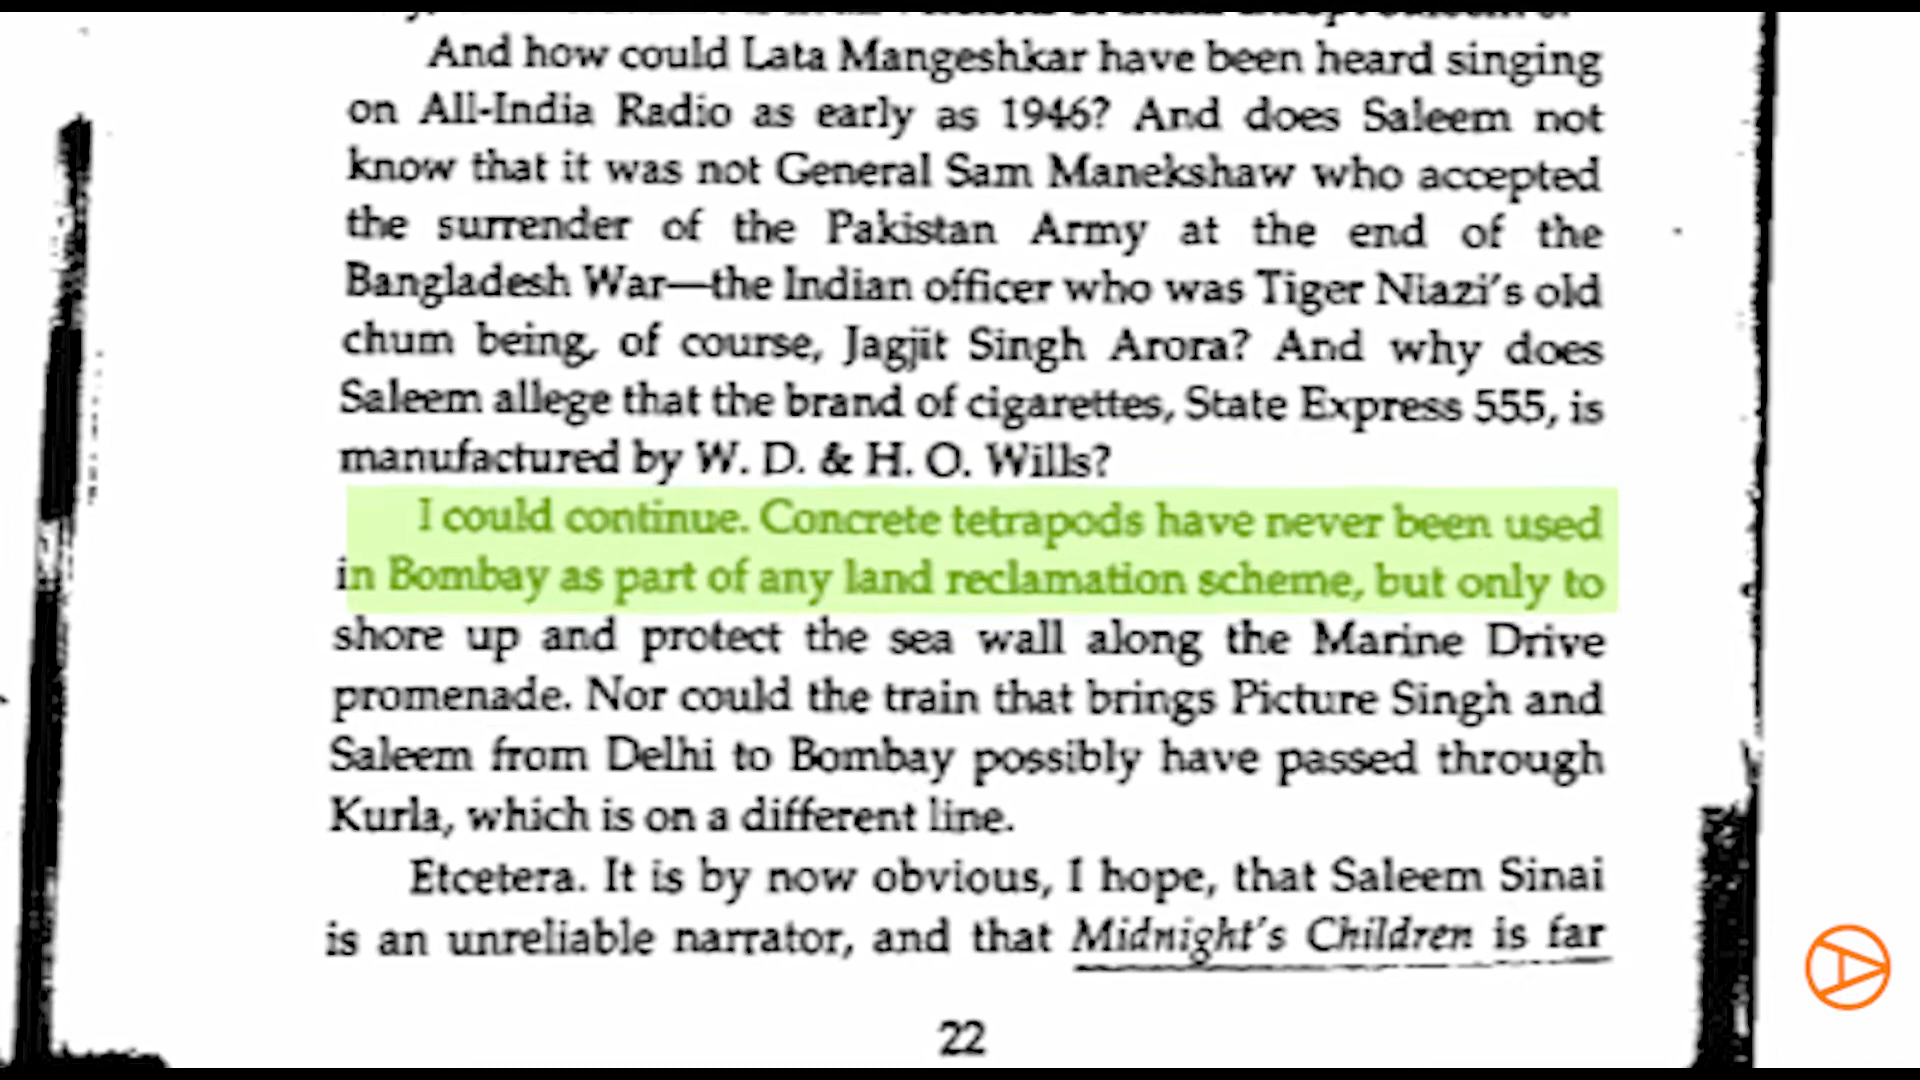 And how could Lata Mangeshkar have been heard singing
on All-India Radio as early as 1946? And does Saleem not
know that it was not General Sam Manekshaw who accepted
the surrender of the Pakistan Army at the end of the
Bangladesh War—the Indian officer who was Tiger Niazi's old
chum being, of course, Jagjit Singh Arora? And why does
Saleem allege that the brand of cigarettes, State Express 555, is
manufactured by W. D. & H. O. Wills?
I could continue. Concrete tetrapods have never been used
in Bombay as part of any land reclamation scheme, but only to
shore up and protect the sea wall along the Marine Drive
promenade. Nor could the train that brings Picture Singh and
Saleem from Delhi to Bombay possibly have passed through
Kurla, which is on a different line.
Etcetera. It is by now obvious, I hope, that Saleem Sinai
is an unreliable narrator, and that Midnight's Children is far
22